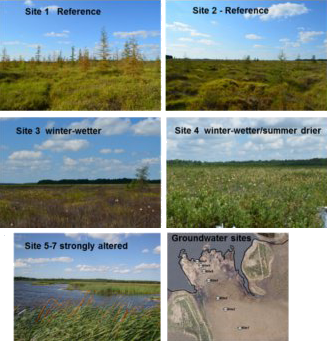 Site 1 Reference
Site 2 - Reference
Site 3 winter-wetter
Site 4 winter-wetter/summer drier
Site 5-7 strongly altered
Groundwater sites